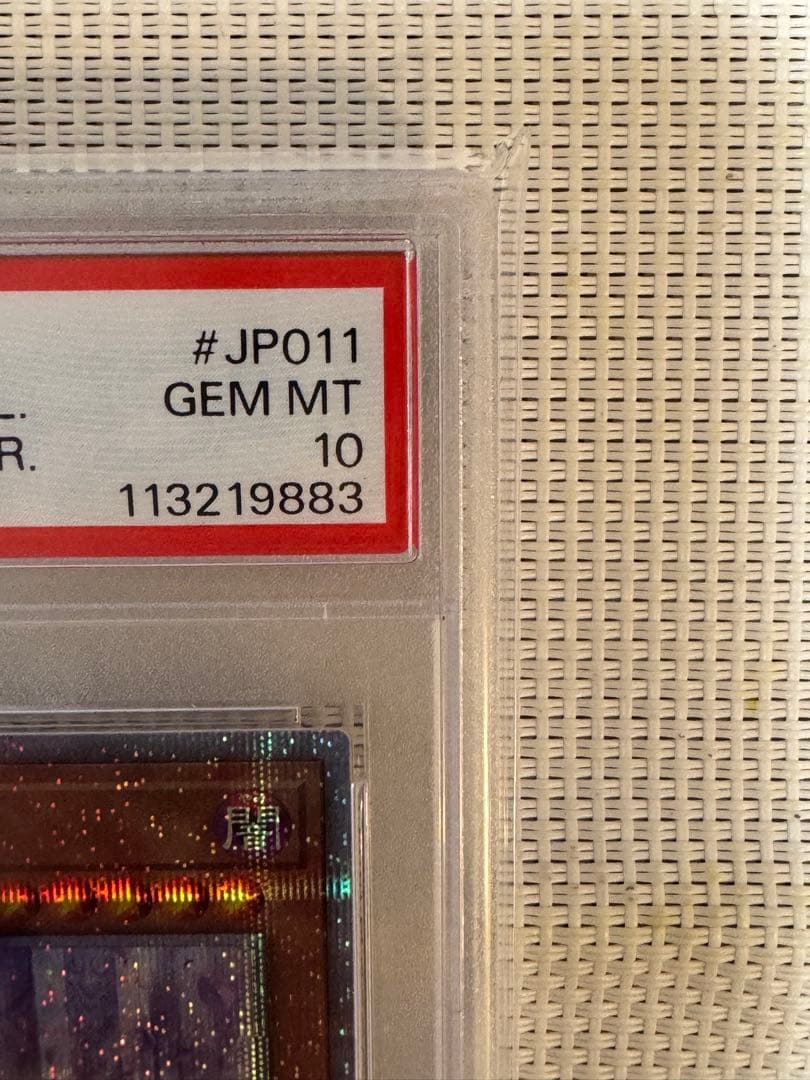 #JP011
L. GEM MT
R. 10
113219883
闇